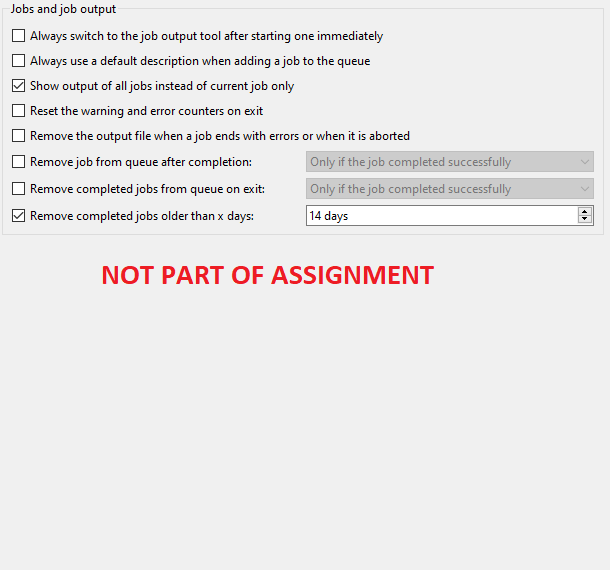 Jobs and job output
Always switch to the job output tool after starting one immediately
Always use a default description when adding a job to the queue
Show output of all jobs instead of current job only
Reset the warning and error counters on exit
Remove the output file when a job ends with errors or when it is aborted
Remove job from queue after completion: Only if the job completed successfully
Remove completed jobs from queue on exit: Only if the job completed successfully
Remove completed jobs older than x days: 14 days
NOT PART OF ASSIGNMENT